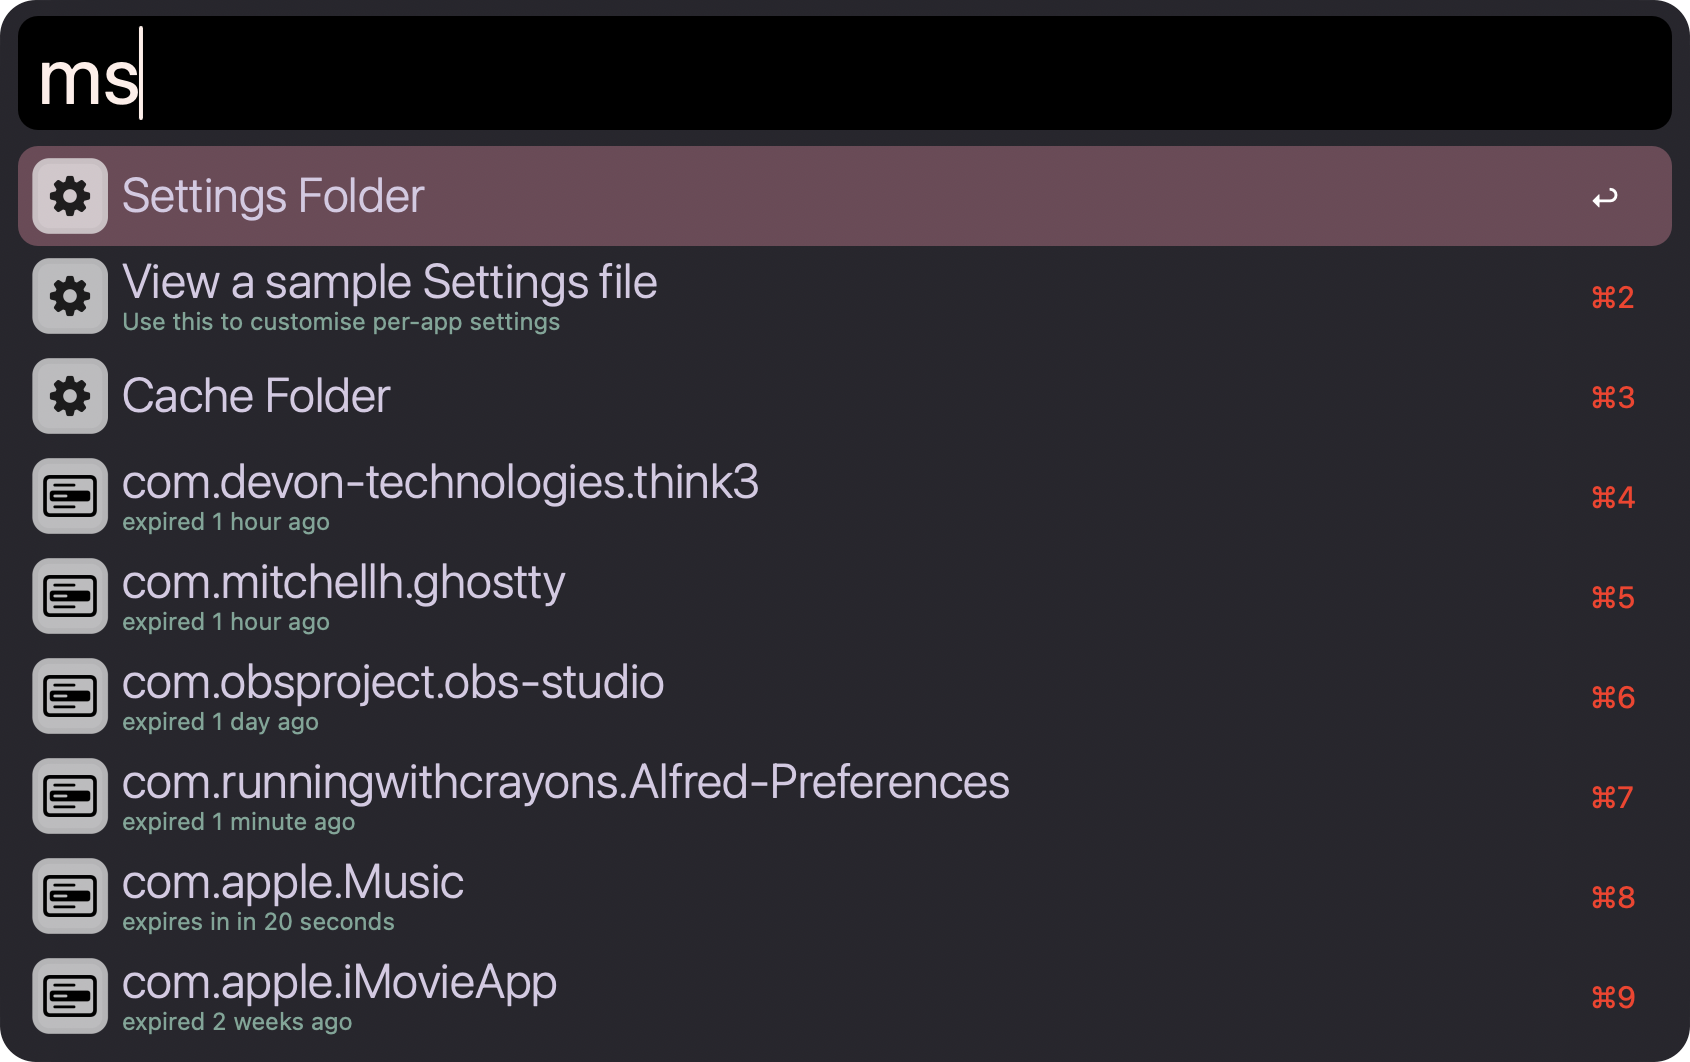 ms
Settings Folder
View a sample Settings file
⌘2
Use this to customise per-app settings
Cache Folder
⌘3
com.devon-technologies.think3
⌘4
expired 1 hour ago
com.mitchellh.ghostty
⌘5
expired 1 hour ago
com.obsproject.obs-studio
⌘6
expired 1 day ago
com.runningwithcrayons.Alfred-Preferences
⌘7
expired 1 minute ago
com.apple.Music
⌘8
expires in in 20 seconds
com.apple.iMovieApp
⌘9
expired 2 weeks ago